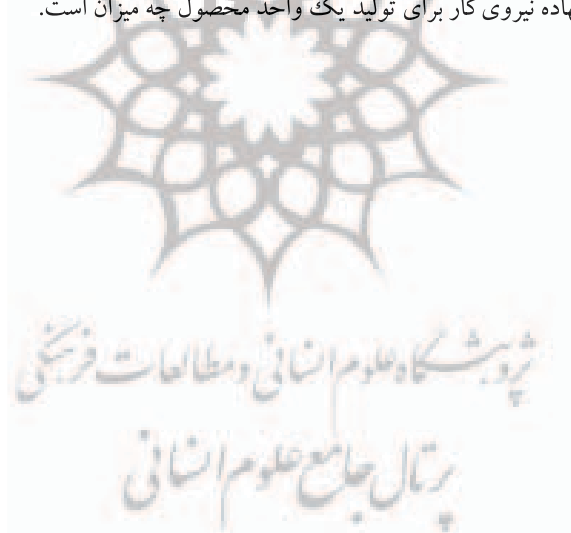 هاده نیروی کار برای تولید یک واحد محصول چه میزان است.
پژوهشگاه علوم انسانی و مطالعات فرهنگی
پرتال جامع علوم انسانی